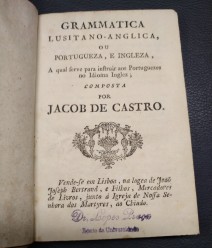 GRAMMATICA
LUSITANO-ANGLICA,
OU
PORTUGUEZA, E INGLEZA,
A qual serve para instruir aos Portuguezes
no Idioma Inglez;
COMPOSTA
POR
JACOB DE CASTRO.
Vende-se em Lisboa, na logea de João
Joseph Bertrand, e Filhos, Mercadores
de Livros, junto á Igreja de Nossa Se-
nhora dos Martyres, ao Chiado.
Dr.